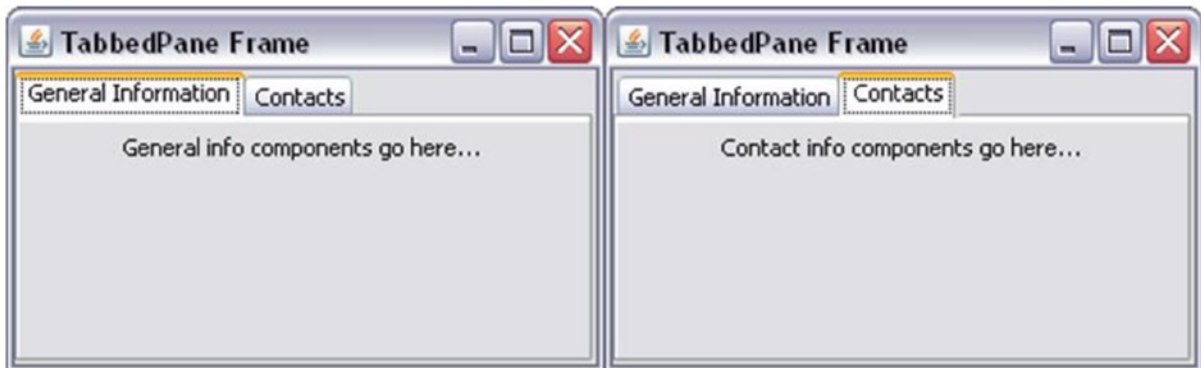 TabbedPane Frame
General Information Contacts
General info components go here...
TabbedPane Frame
General Information Contacts
Contact info components go here...